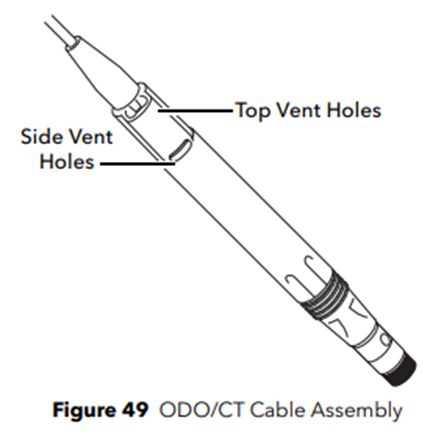 Top Vent Holes
Side Vent
Holes
Figure 49 ODO/CT Cable Assembly